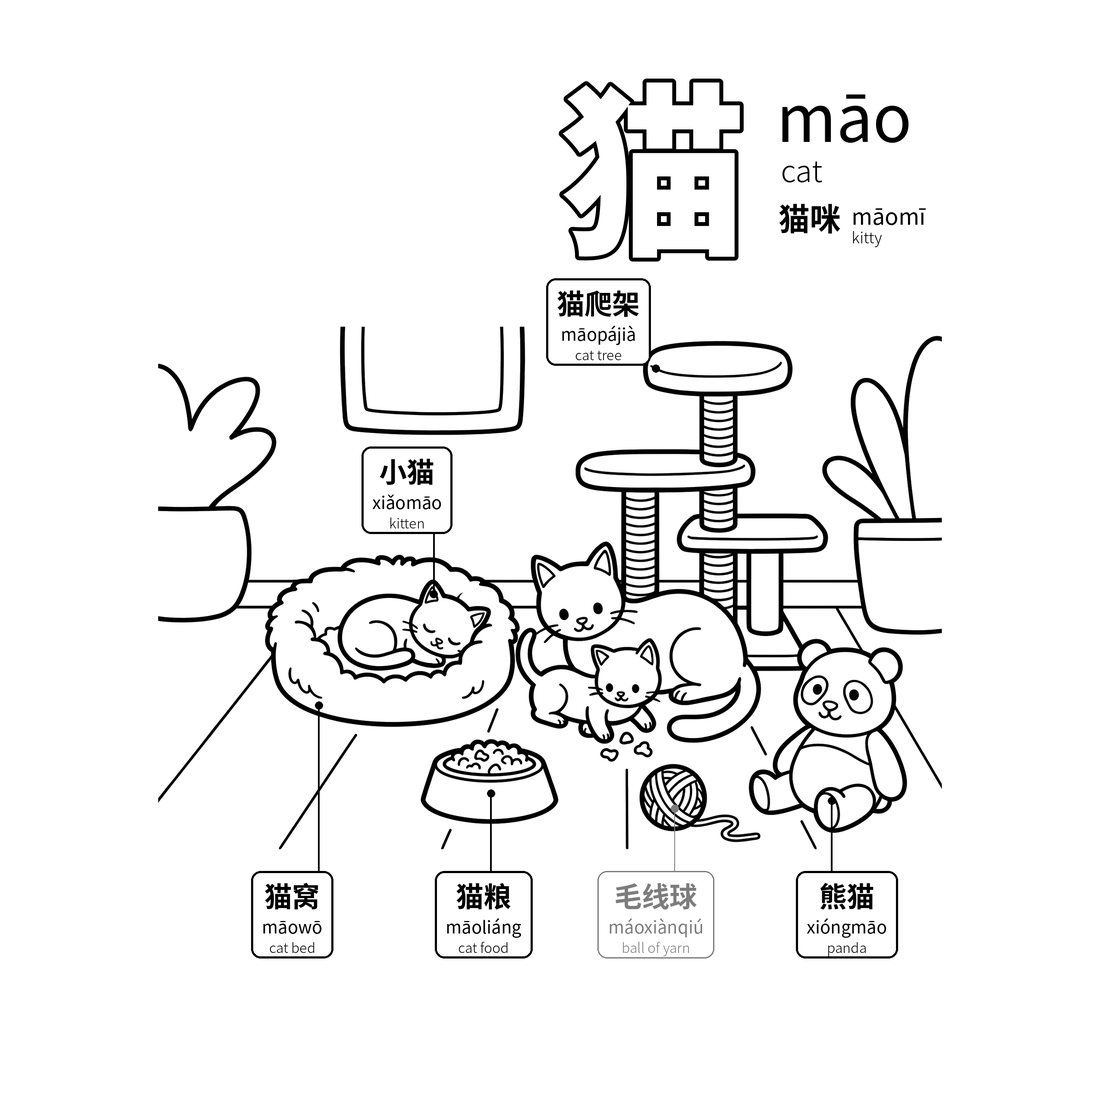 猫 māo
cat
猫咪 māomī
kitty
猫爬架
māopájià
cat tree
小猫
xiǎomāo
kitten
猫窝
māowō
cat bed
猫粮
māoliáng
cat food
毛线球
máoxiànqiú
ball of yarn
熊猫
xióngmāo
panda